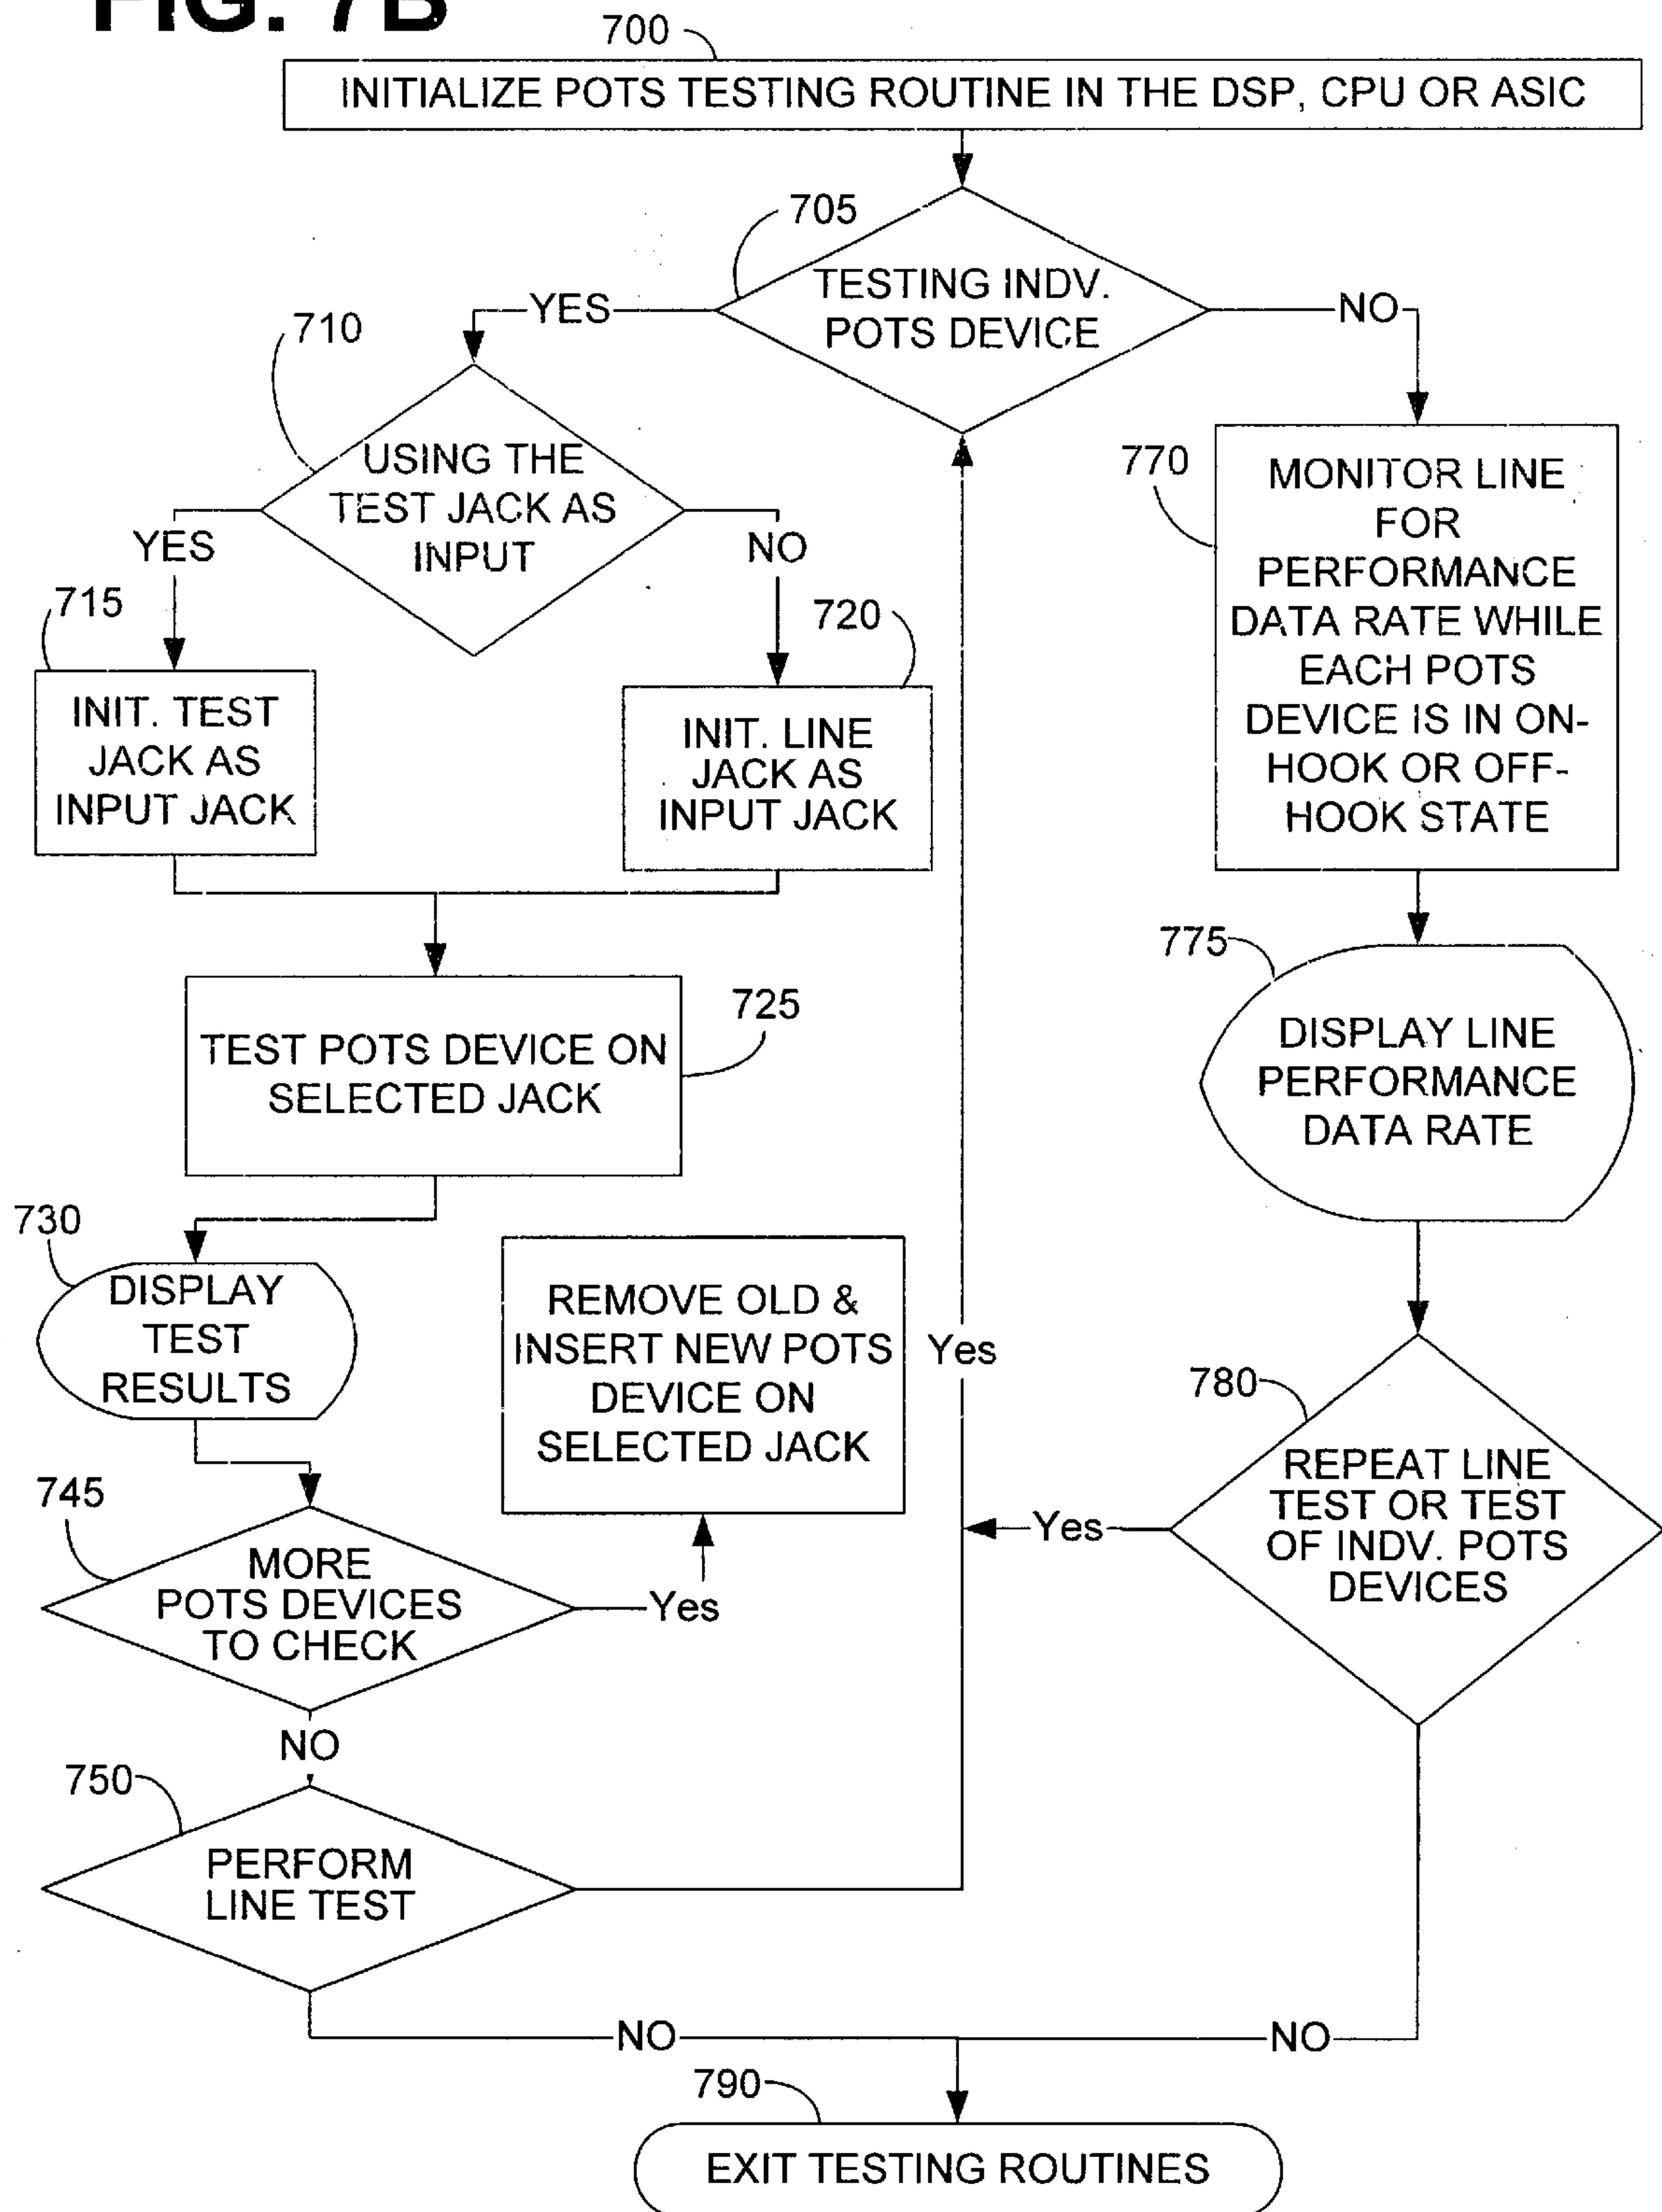 FIG. 7B
700
INITIALIZE POTS TESTING ROUTINE IN THE DSP, CPU OR ASIC
705
TESTING INDV.
POTS DEVICE
YES
NO
710
USING THE
TEST JACK AS
INPUT
YES
NO
715
INIT. TEST
JACK AS
INPUT JACK
720
INIT. LINE
JACK AS
INPUT JACK
770
MONITOR LINE
FOR
PERFORMANCE
DATA RATE WHILE
EACH POTS
DEVICE IS IN ON-
HOOK OR OFF-
HOOK STATE
725
TEST POTS DEVICE ON
SELECTED JACK
775
DISPLAY LINE
PERFORMANCE
DATA RATE
730
DISPLAY
TEST
RESULTS
REMOVE OLD &
INSERT NEW POTS
DEVICE ON
SELECTED JACK
Yes
780
REPEAT LINE
TEST OR TEST
OF INDV. POTS
DEVICES
Yes
745
MORE
POTS DEVICES
TO CHECK
Yes
NO
750
PERFORM
LINE TEST
NO
NO
790
EXIT TESTING ROUTINES